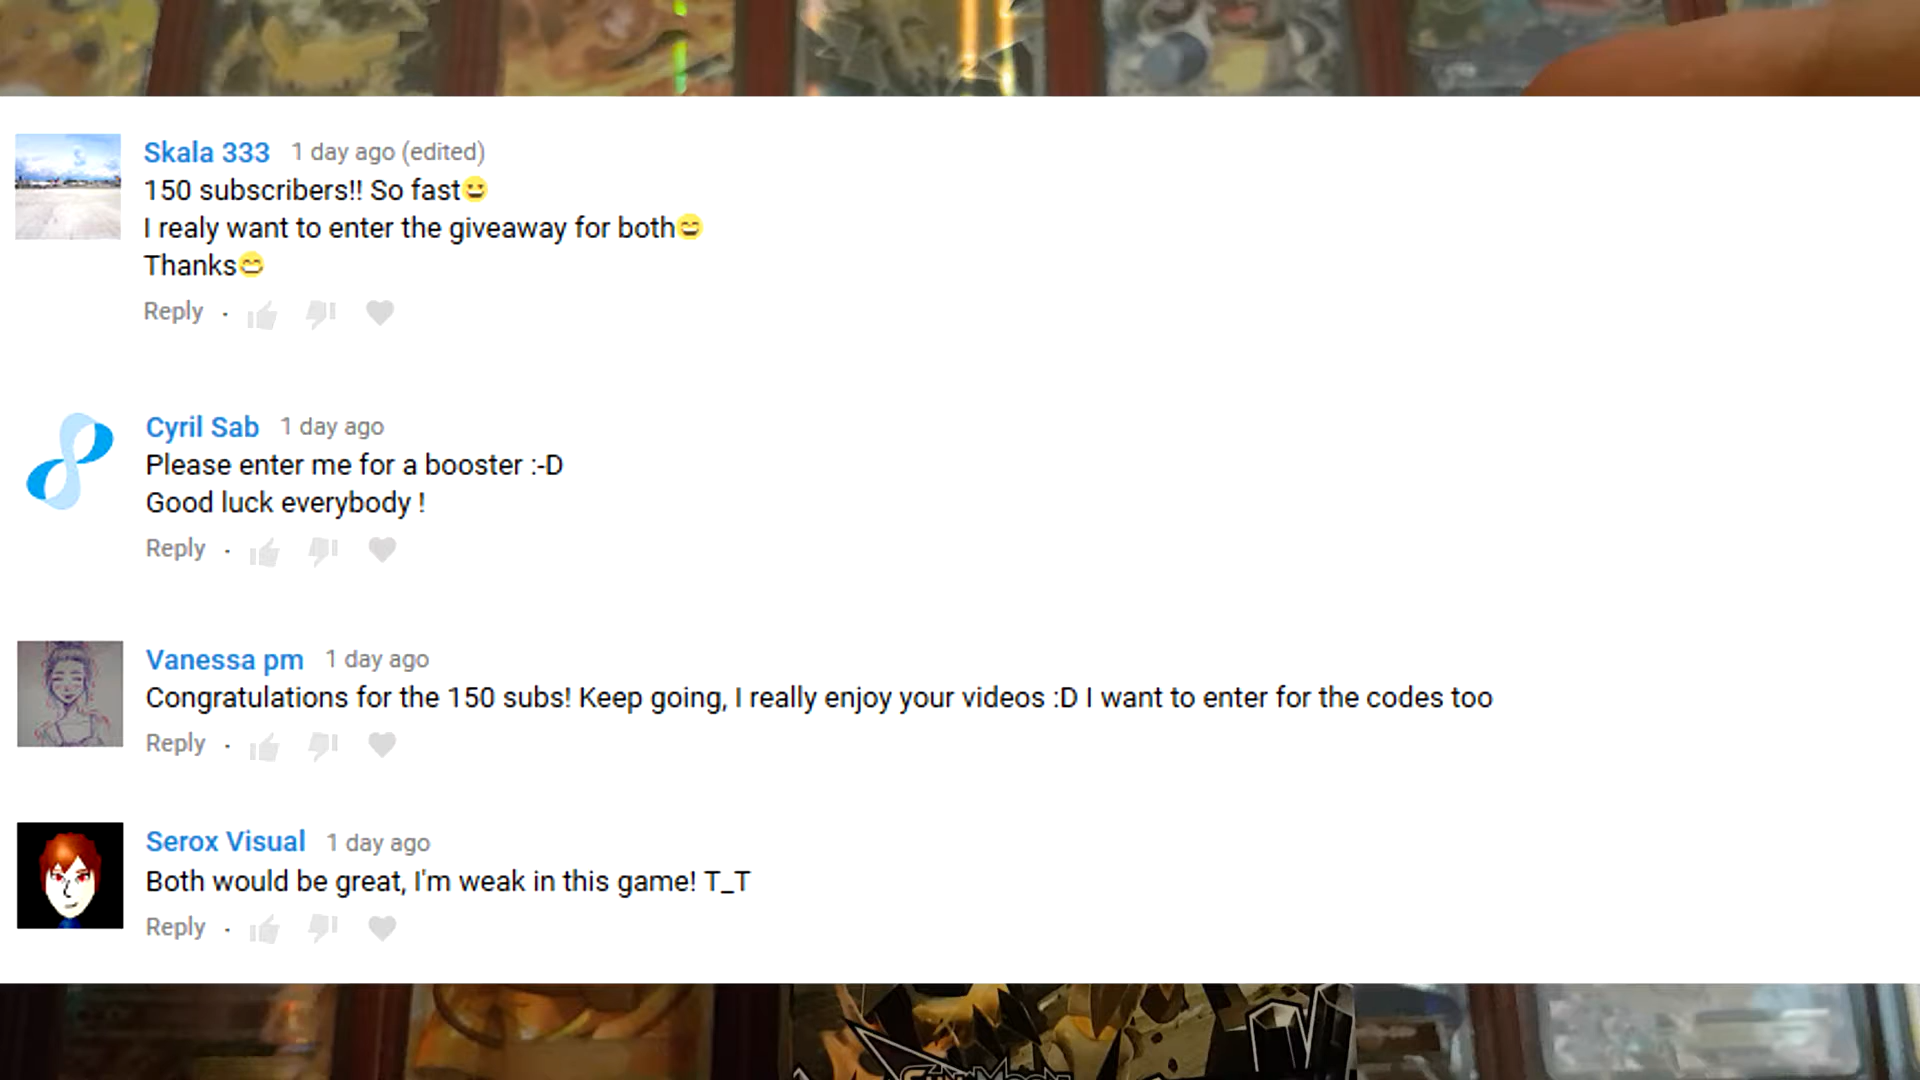 Skala 333 1 day ago (edited)
150 subscribers!! So fast😀
I realy want to enter the giveaway for both😄
Thanks😁
Reply ·
Cyril Sab 1 day ago
Please enter me for a booster :-D
Good luck everybody !
Reply ·
Vanessa pm 1 day ago
Congratulations for the 150 subs! Keep going, I really enjoy your videos :D I want to enter for the codes too
Reply ·
Serox Visual 1 day ago
Both would be great, I'm weak in this game! T_T
Reply ·
SUN & MOON